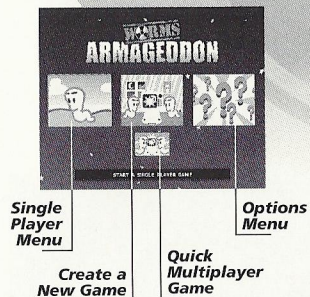 WORMS
ARMAGEDDON
START A SINGLE PLAYER GAME
Single
Player
Menu
Options
Menu
Create a
New Game
Quick
Multiplayer
Game